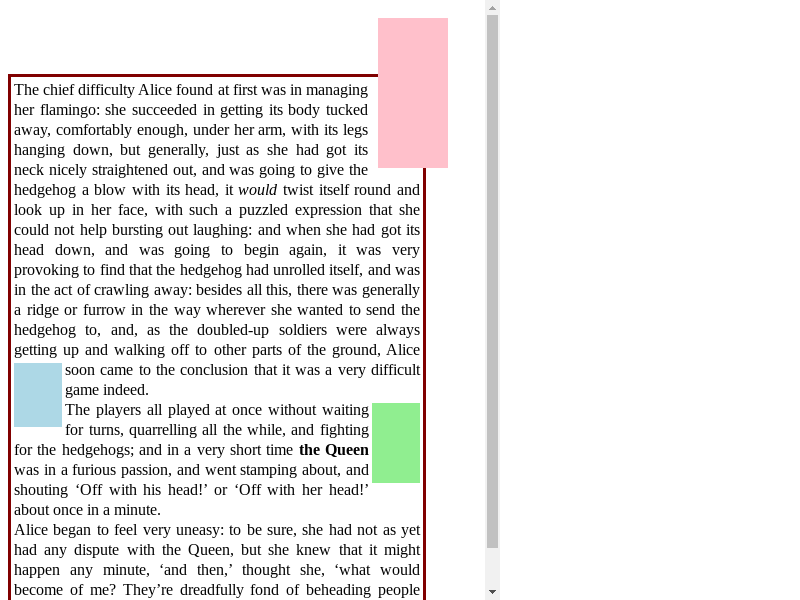 The chief difficulty Alice found at first was in managing
her flamingo: she succeeded in getting its body tucked
away, comfortably enough, under her arm, with its legs
hanging down, but generally, just as she had got its
neck nicely straightened out, and was going to give the
hedgehog a blow with its head, it would twist itself round and
look up in her face, with such a puzzled expression that she
could not help bursting out laughing: and when she had got its
head down, and was going to begin again, it was very
provoking to find that the hedgehog had unrolled itself, and was
in the act of crawling away: besides all this, there was generally
a ridge or furrow in the way wherever she wanted to send the
hedgehog to, and, as the doubled-up soldiers were always
getting up and walking off to other parts of the ground, Alice
soon came to the conclusion that it was a very difficult
game indeed.
The players all played at once without waiting
for turns, quarrelling all the while, and fighting
for the hedgehogs; and in a very short time the Queen
was in a furious passion, and went stamping about, and
shouting ‘Off with his head!’ or ‘Off with her head!’
about once in a minute.
Alice began to feel very uneasy: to be sure, she had not as yet
had any dispute with the Queen, but she knew that it might
happen any minute, ‘and then,’ thought she, ‘what would
become of me? They’re dreadfully fond of beheading people